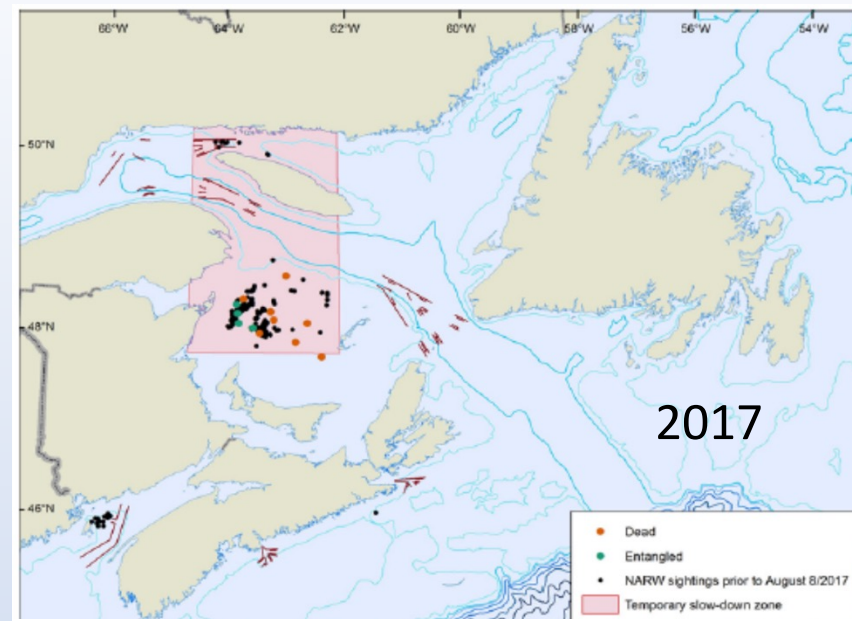 66°W 64°W 62°W 60°W 58°W 56°W 54°W
50°N
48°N
2017
46°N
Dead
Entangled
NARW sightings prior to August 8/2017
Temporary slow-down zone